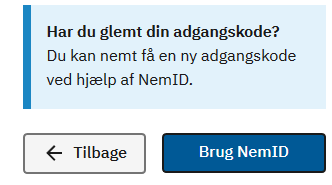 Har du glemt din adgangskode?
Du kan nemt få en ny adgangskode
ved hjælp af NemID.
← Tilbage
Brug NemID